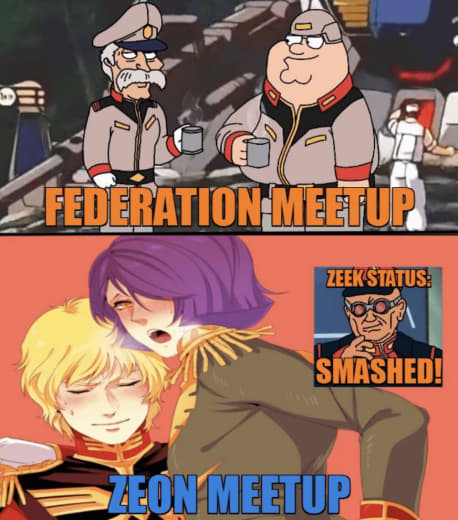 FEDERATION MEETUP
ZEEK STATUS:
SMASHED!
ZEON MEETUP